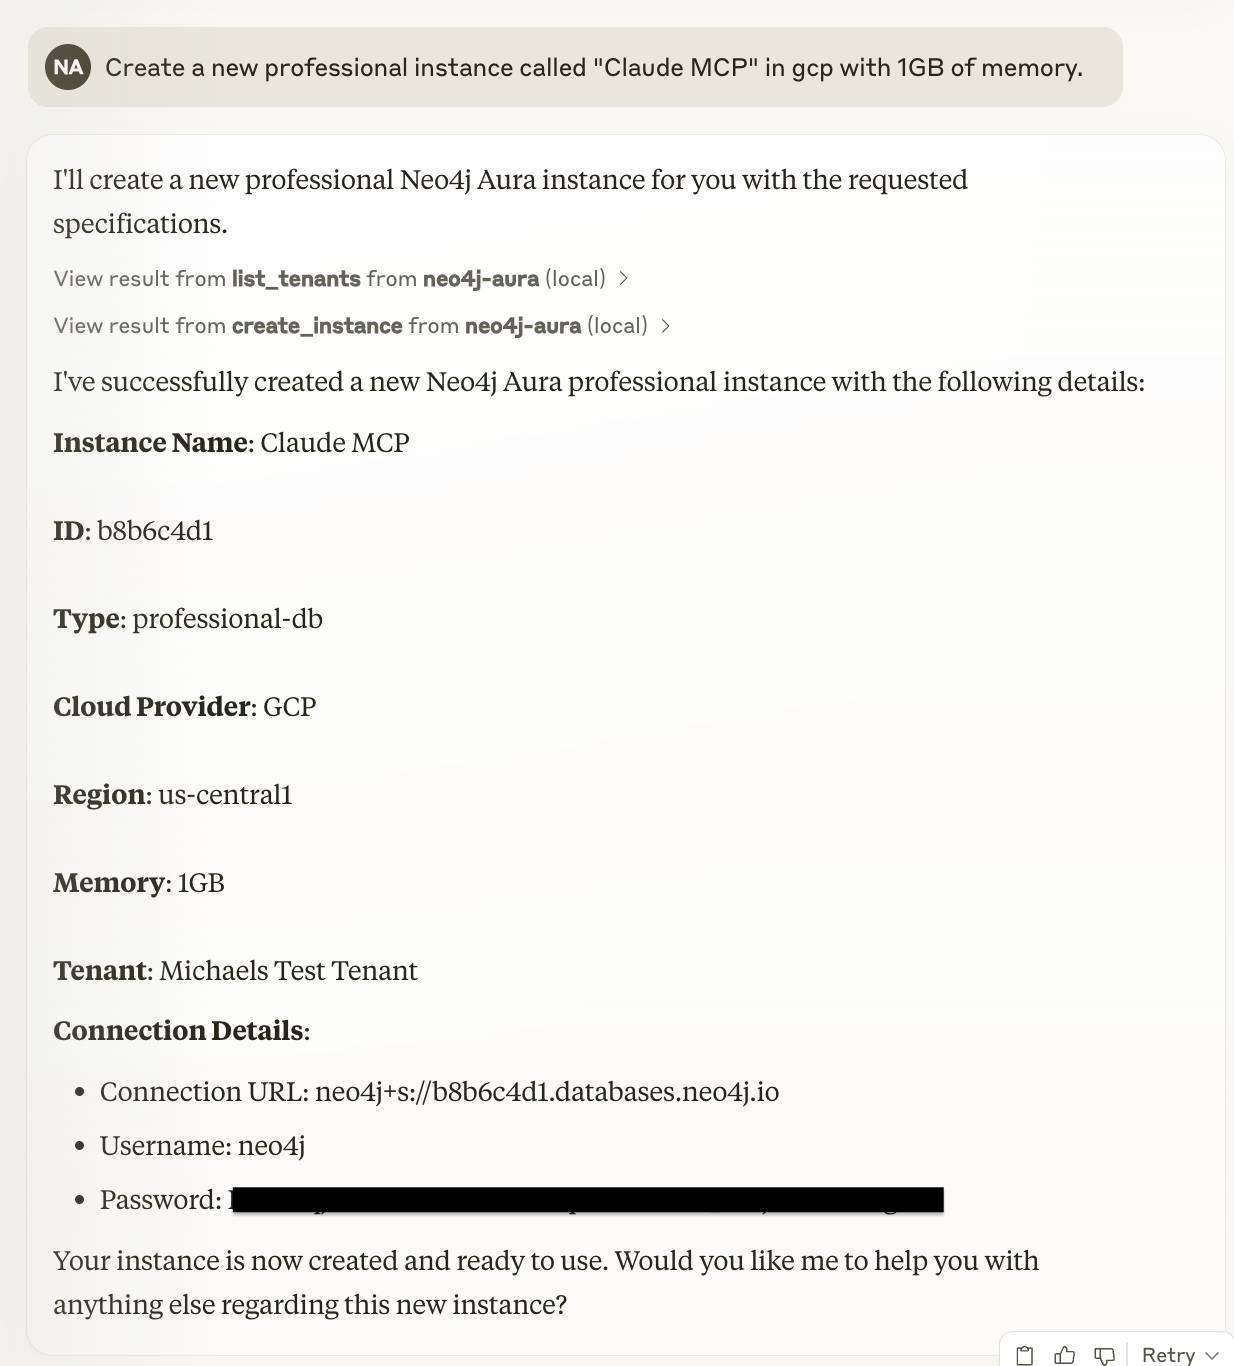 NA Create a new professional instance called "Claude MCP" in gcp with 1GB of memory.
I'll create a new professional Neo4j Aura instance for you with the requested
specifications.
View result from list_tenants from neo4j-aura (local)
View result from create_instance from neo4j-aura (local)
I've successfully created a new Neo4j Aura professional instance with the following details:
Instance Name: Claude MCP
ID: b8b6c4d1
Type: professional-db
Cloud Provider: GCP
Region: us-central1
Memory: 1GB
Tenant: Michaels Test Tenant
Connection Details:
• Connection URL: neo4j+s://b8b6c4d1.databases.neo4j.io
• Username: neo4j
• Password:
Your instance is now created and ready to use. Would you like me to help you with
anything else regarding this new instance?
Retry